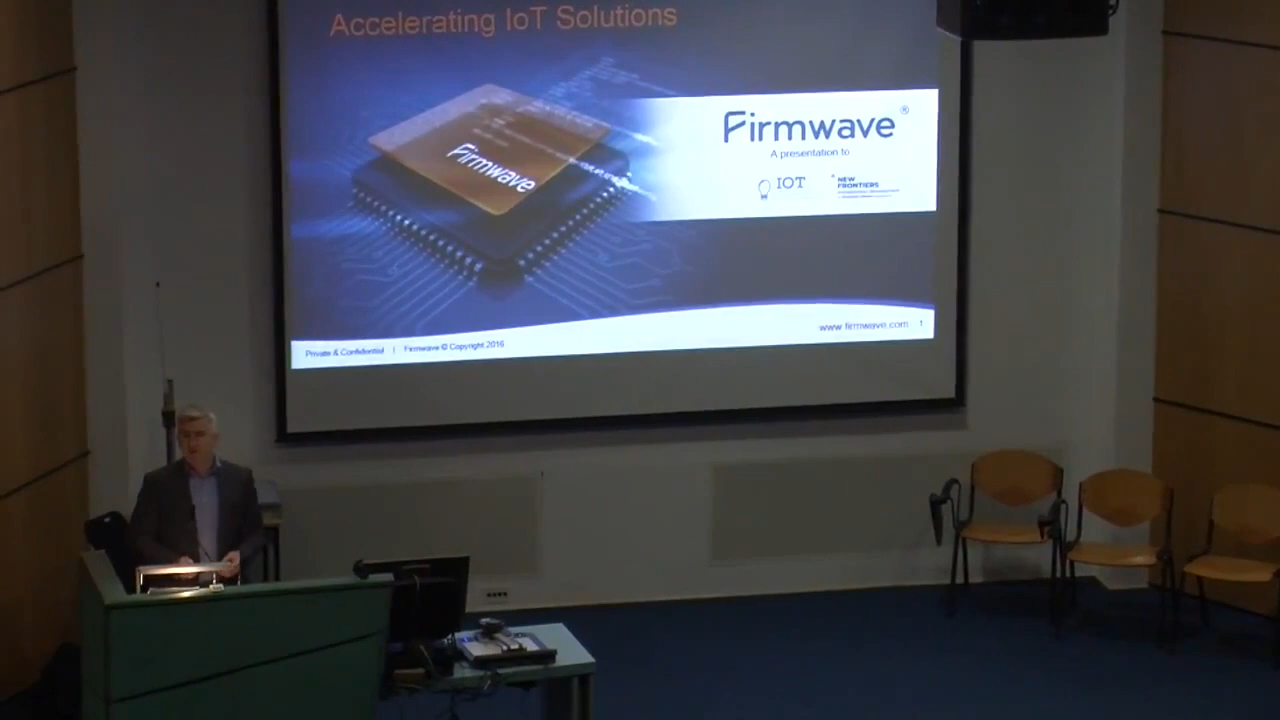 Accelerating IoT Solutions
Firmwave
Firmwave®
A presentation to
IOT
NEW
FRONTIERS
www.firmwave.com 1
Private & Confidential | Firmwave © Copyright 2016